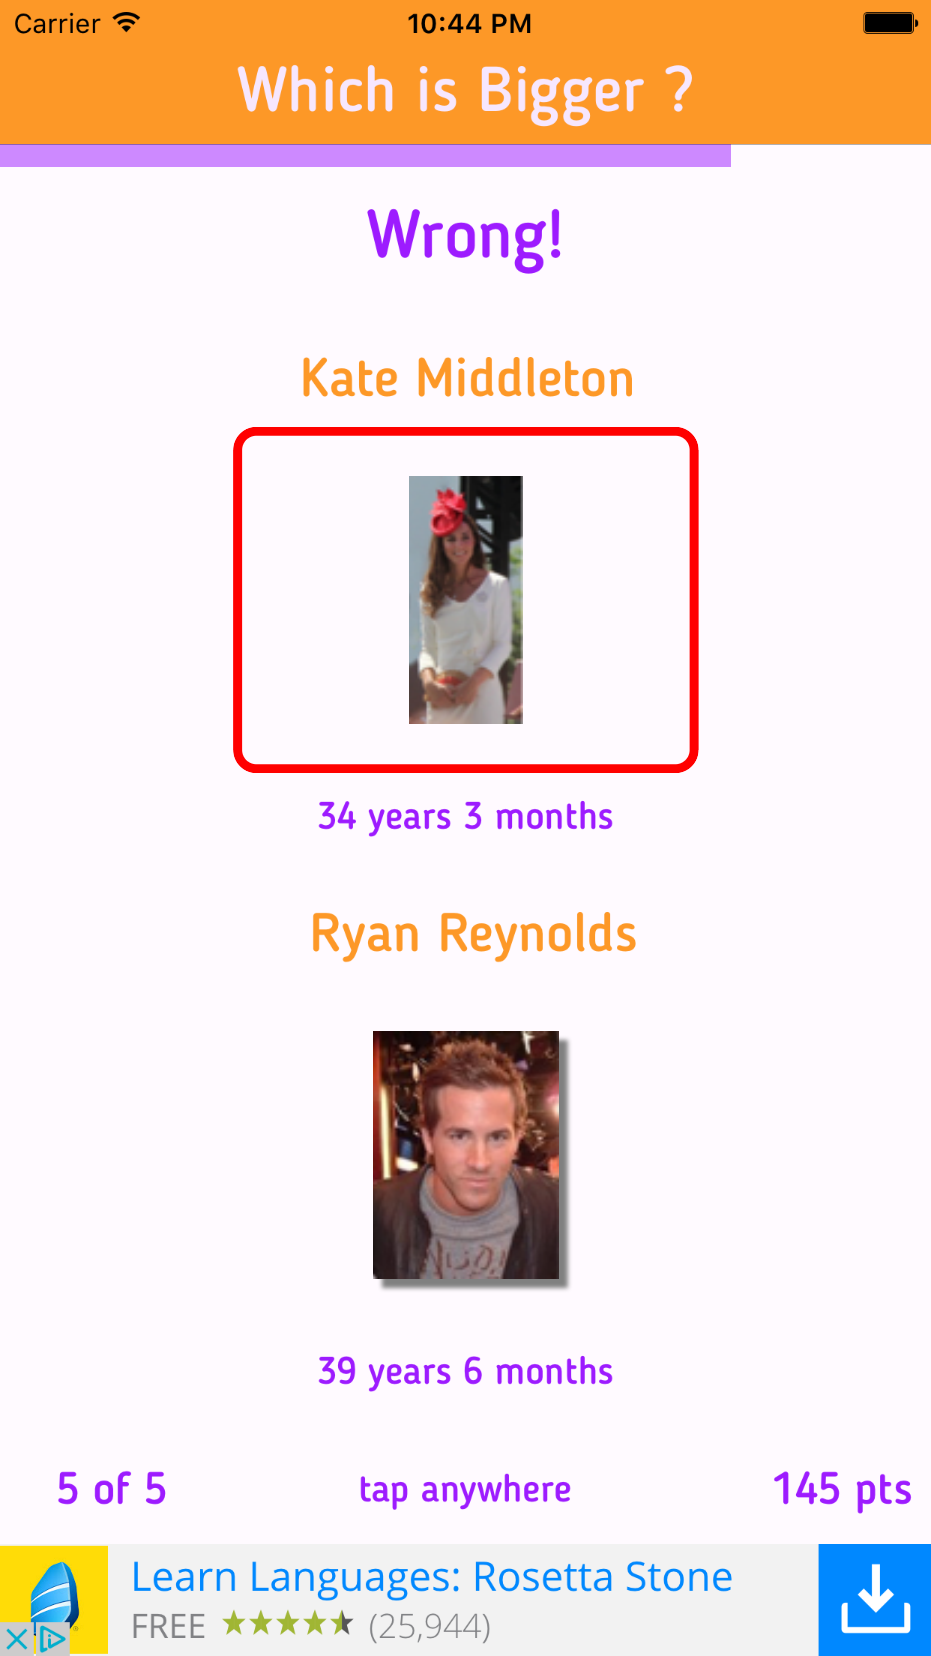 Carrier 10:44 PM
Which is Bigger ?
Wrong!
Kate Middleton
34 years 3 months
Ryan Reynolds
39 years 6 months
5 of 5 tap anywhere 145 pts
Learn Languages: Rosetta Stone
FREE (25,944)